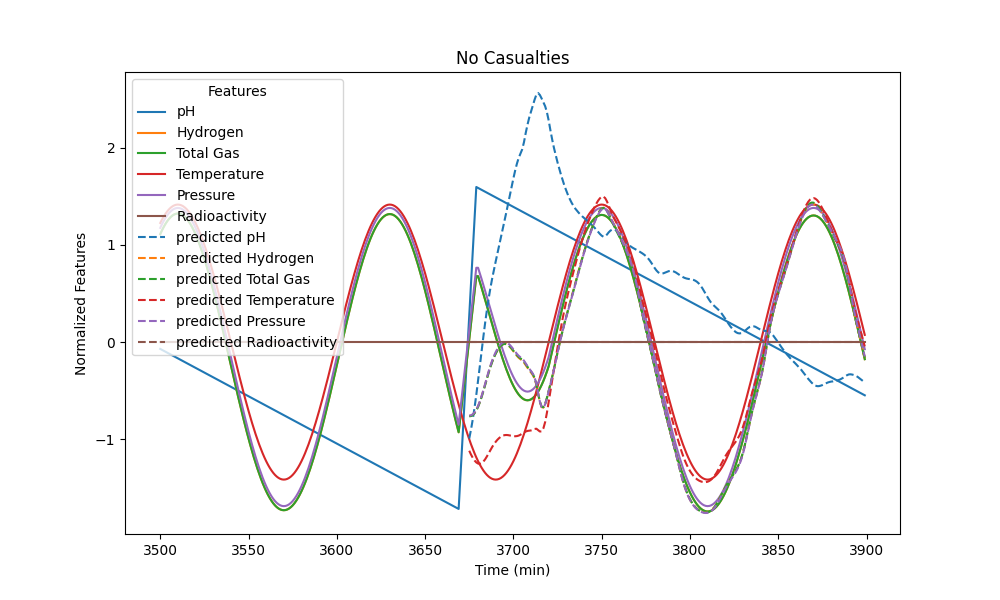 No Casualties
Normalized Features
2
1
0
−1
Features
pH
Hydrogen
Total Gas
Temperature
Pressure
Radioactivity
predicted pH
predicted Hydrogen
predicted Total Gas
predicted Temperature
predicted Pressure
predicted Radioactivity
3500 3550 3600 3650 3700 3750 3800 3850 3900
Time (min)